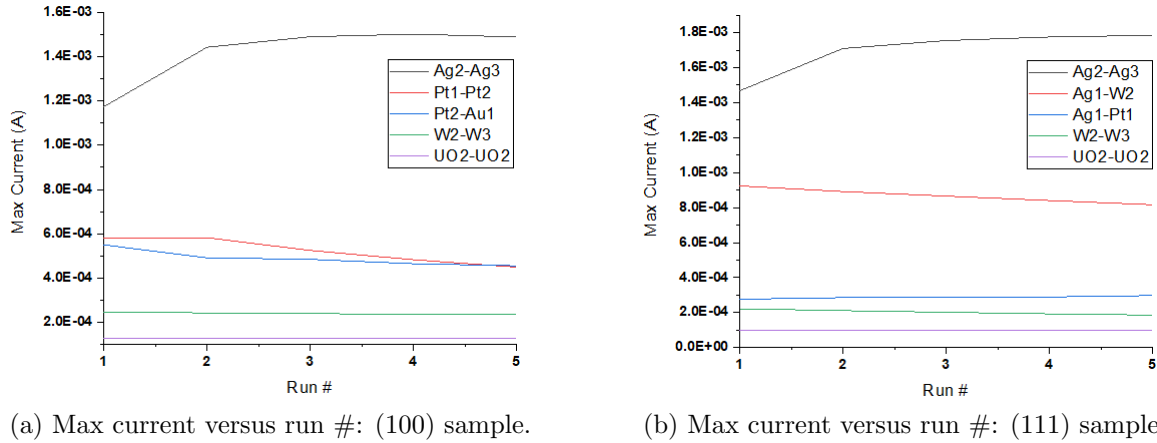 1.6E-03
1.4E-03
1.2E-03
1.0E-03
8.0E-04
6.0E-04
4.0E-04
2.0E-04
Max Current (A)
Ag2-Ag3
Pt1-Pt2
Pt2-Au1
W2-W3
UO2-UO2
1 2 3 4 5
Run #
(a) Max current versus run #: (100) sample.
1.8E-03
1.6E-03
1.4E-03
1.2E-03
1.0E-03
8.0E-04
6.0E-04
4.0E-04
2.0E-04
0.0E+00
Max Current (A)
Ag2-Ag3
Ag1-W2
Ag1-Pt1
W2-W3
UO2-UO2
1 2 3 4 5
Run #
(b) Max current versus run #: (111) sample